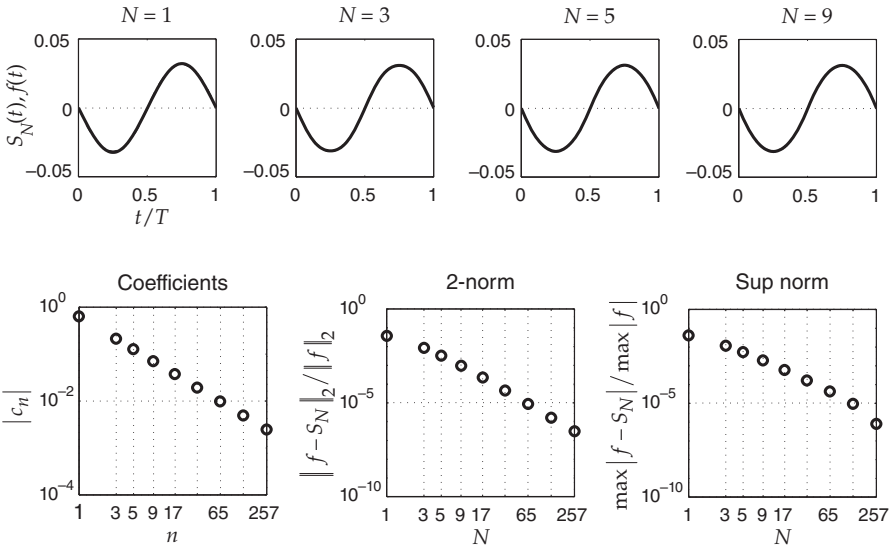 N = 1
N = 3
N = 5
N = 9
S_N(t), f(t)
0.05
0
−0.05
0 0.5 1
t/T
0.05
0
−0.05
0 0.5 1
0.05
0
−0.05
0 0.5 1
0.05
0
−0.05
0 0.5 1
Coefficients
|c_n|
10^0
10^−2
10^−4
1 3 5 9 17 65 257
n
2-norm
‖f − S_N‖_2/‖f‖_2
10^0
10^−5
10^−10
1 3 5 9 17 65 257
N
Sup norm
max|f − S_N|/max|f|
10^0
10^−5
10^−10
1 3 5 9 17 65 257
N